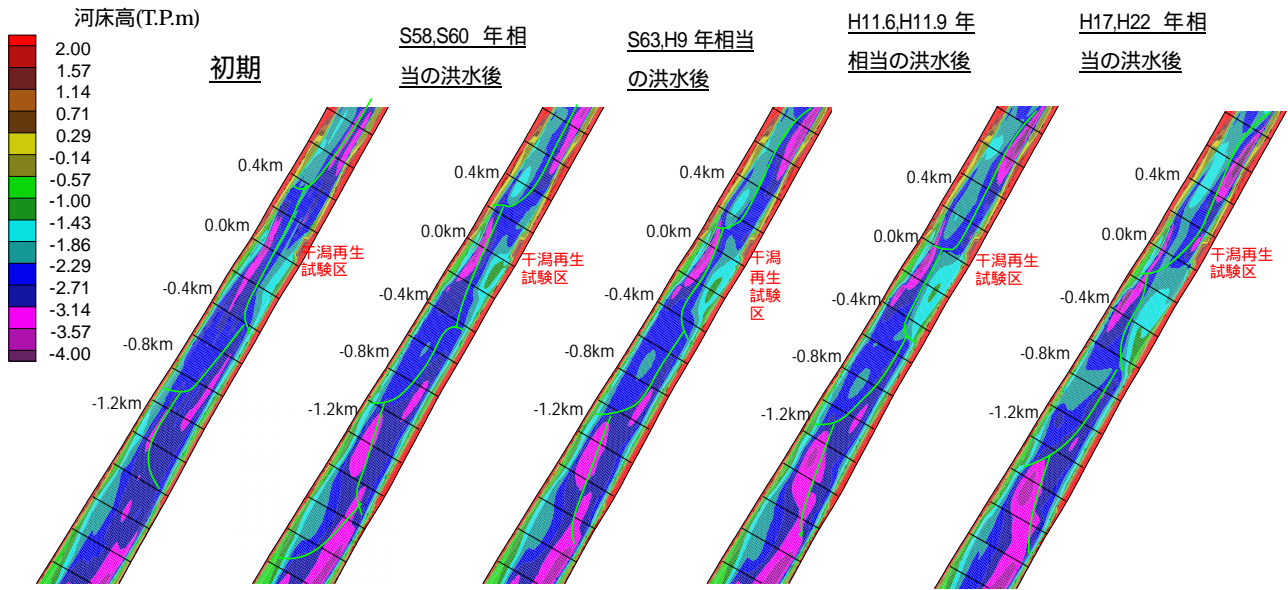 河床高(T.P.m)
2.00
1.57
1.14
0.71
0.29
-0.14
-0.57
-1.00
-1.43
-1.86
-2.29
-2.71
-3.14
-3.57
-4.00
初期
0.4km
0.0km
-0.4km
-0.8km
-1.2km
干潟再生
試験区
S58,S60 年相
当の洪水後
0.4km
0.0km
-0.4km
-0.8km
-1.2km
干潟再生
試験区
S63,H9 年相当
の洪水後
0.4km
0.0km
-0.4km
-0.8km
-1.2km
干潟
再生
試験
区
H11.6,H11.9 年
相当の洪水後
0.4km
0.0km
-0.4km
-0.8km
-1.2km
干潟再生
試験区
H17,H22 年相
当の洪水後
0.4km
0.0km
-0.4km
-0.8km
-1.2km
干潟再生
試験区